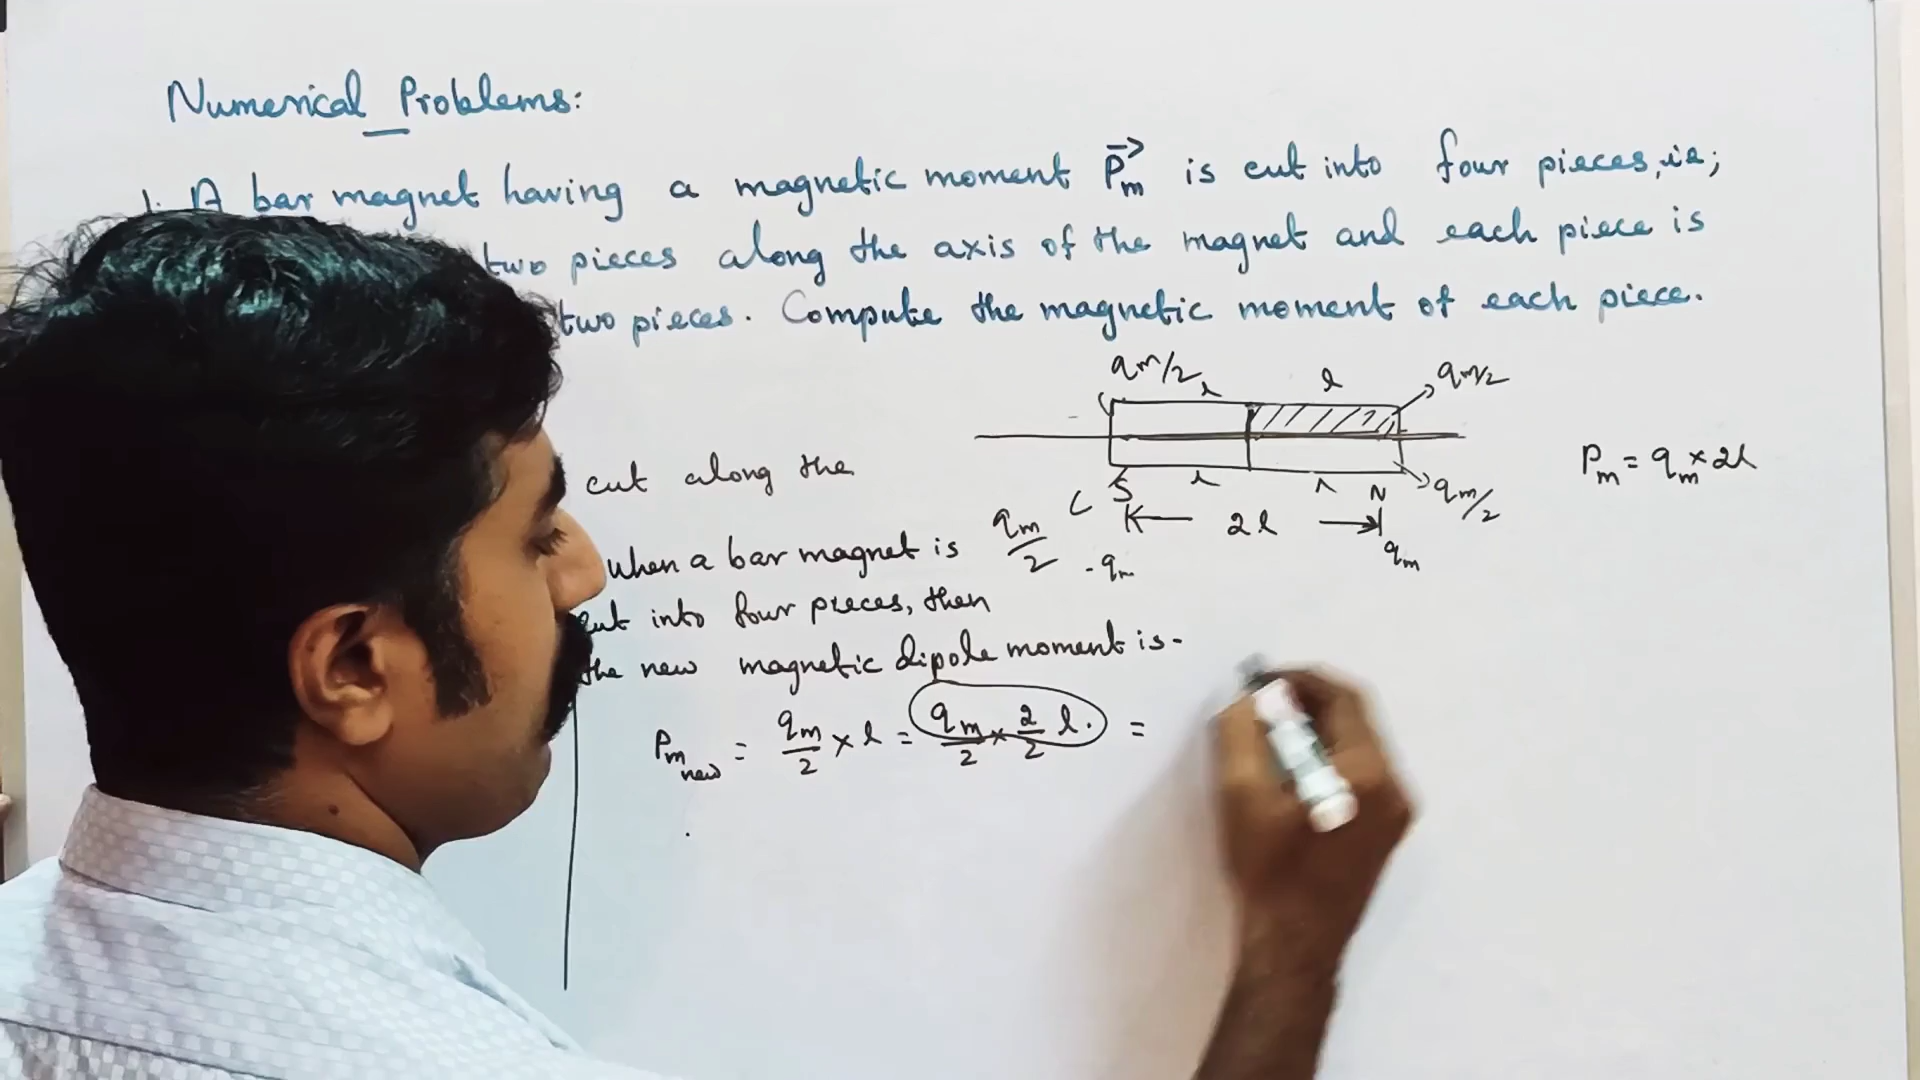 Numerical Problems:
1. A bar magnet having a magnetic moment P⃗m is cut into four pieces, ie;
two pieces along the axis of the magnet and each piece is
two pieces. Compute the magnetic moment of each piece.
qm/2 l l qm/2
cut along the
Pm = qm × 2l
S l N qm/2
2l
qm/2 -qm qm
when a bar magnet is
cut into four pieces, then
the new magnetic dipole moment is -
Pm new = qm/2 × l = qm/2 × 2/2 l. =